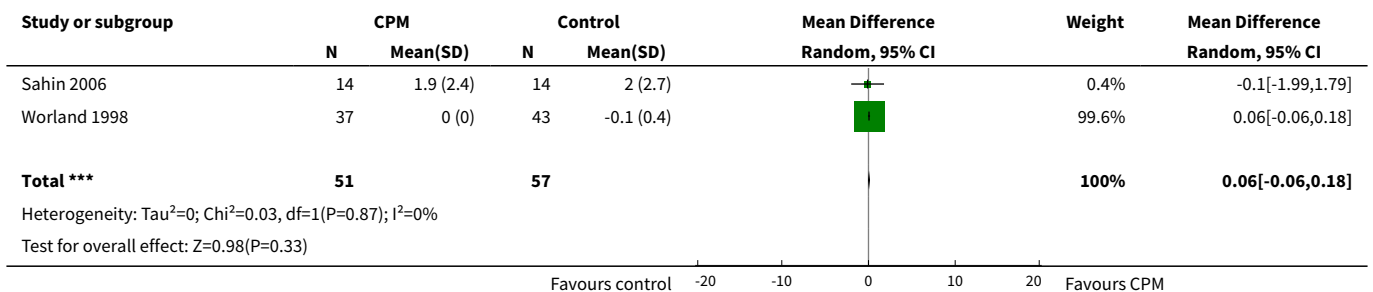 Study or subgroup CPM Control Mean Difference Weight Mean Difference
N Mean(SD) N Mean(SD) Random, 95% CI Random, 95% CI
Sahin 2006 14 1.9 (2.4) 14 2 (2.7) 0.4% -0.1[-1.99,1.79]
Worland 1998 37 0 (0) 43 -0.1 (0.4) 99.6% 0.06[-0.06,0.18]
Total *** 51 57 100% 0.06[-0.06,0.18]
Heterogeneity: Tau²=0; Chi²=0.03, df=1(P=0.87); I²=0%
Test for overall effect: Z=0.98(P=0.33)
Favours control -20 -10 0 10 20 Favours CPM